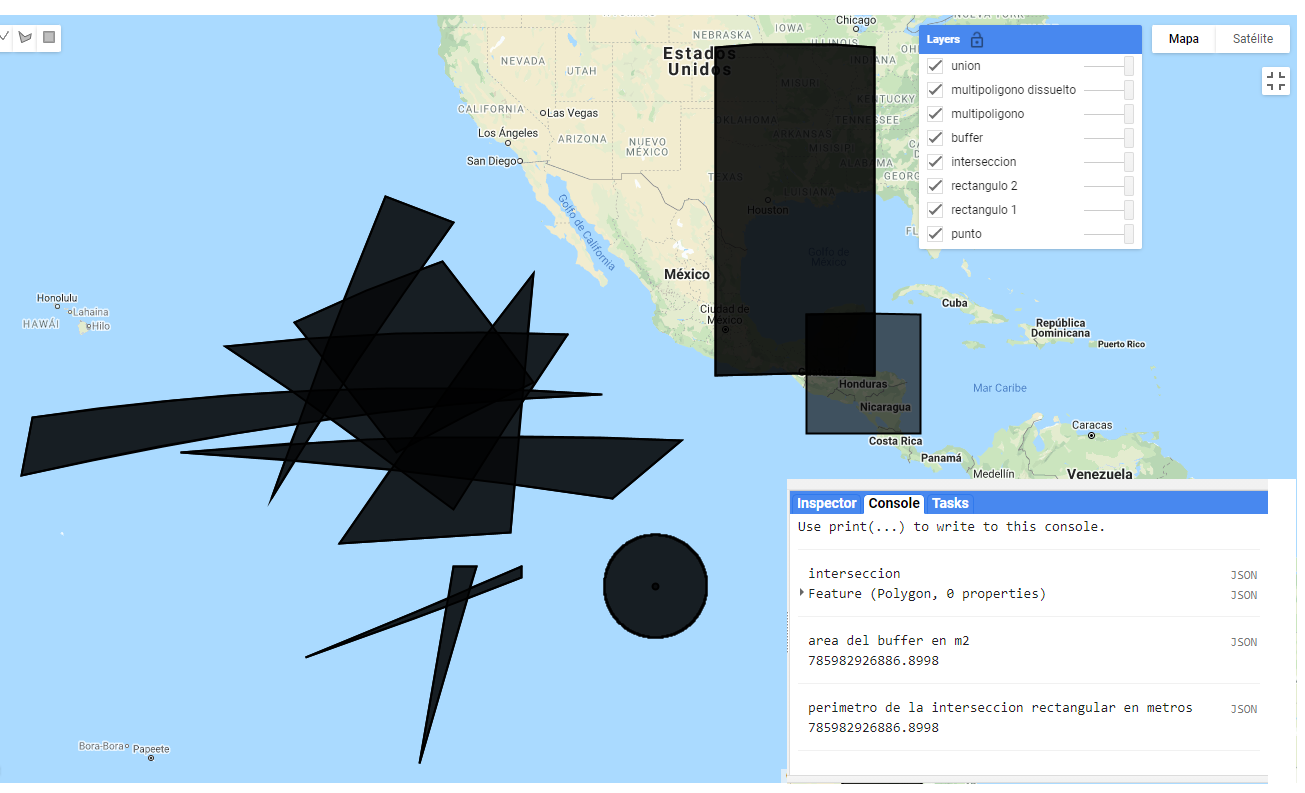 Chicago
NUEVA YORK
NEBRASKA
IOWA
ILLINOIS
OH
INDIANA
Estados
Unidos
NEVADA
UTAH
MISURI
KENTUCKY
CALIFORNIA
Las Vegas
OKLAHOMA
TENNESSEE
ARKANSAS
Los Ángeles
ARIZONA
NUEVO
MÉXICO
MISISIPI
San Diego
ALABAMA
TEXAS
GEORG
LUISIANA
Houston
FL
Golfo de California
Golfo de
México
México
Ciudad de
México
Cuba
República
Dominicana
Puerto Rico
Honolulu
Lahaina
HAWÁI
Hilo
Honduras
Mar Caribe
Nicaragua
Caracas
Costa Rica
Panamá
Medellín
Venezuela
Bora-Bora
Papeete
Layers
union
multipoligono dissuelto
multipoligono
buffer
interseccion
rectangulo 2
rectangulo 1
punto
Mapa
Satélite
Inspector
Console
Tasks
Use print(...) to write to this console.
interseccion
JSON
Feature (Polygon, 0 properties)
JSON
area del buffer en m2
JSON
785982926886.8998
perimetro de la interseccion rectangular en metros
JSON
785982926886.8998